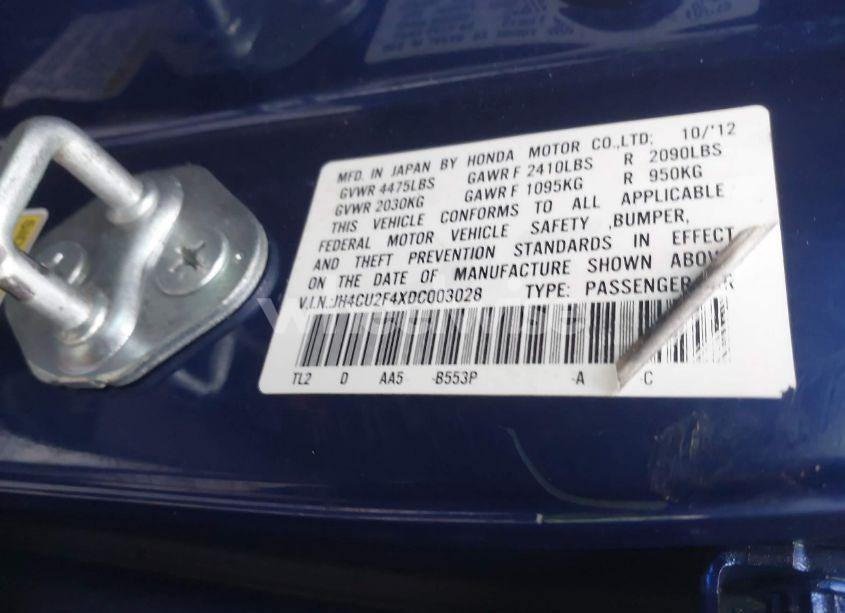 MFD. IN JAPAN BY HONDA MOTOR CO.,LTD; 10/'12
GVWR 4475LBS GAWR F 2410LBS R 2090LBS
GVWR 2030KG GAWR F 1095KG R 950KG
THIS VEHICLE CONFORMS TO ALL APPLICABLE
FEDERAL MOTOR VEHICLE SAFETY ,BUMPER,
AND THEFT PREVENTION STANDARDS IN EFFECT
ON THE DATE OF MANUFACTURE SHOWN
V.I.N.:JH4CU2F4XDC003028 TYPE: PASSENGER
TL2 D AA5 -B553P -A -C